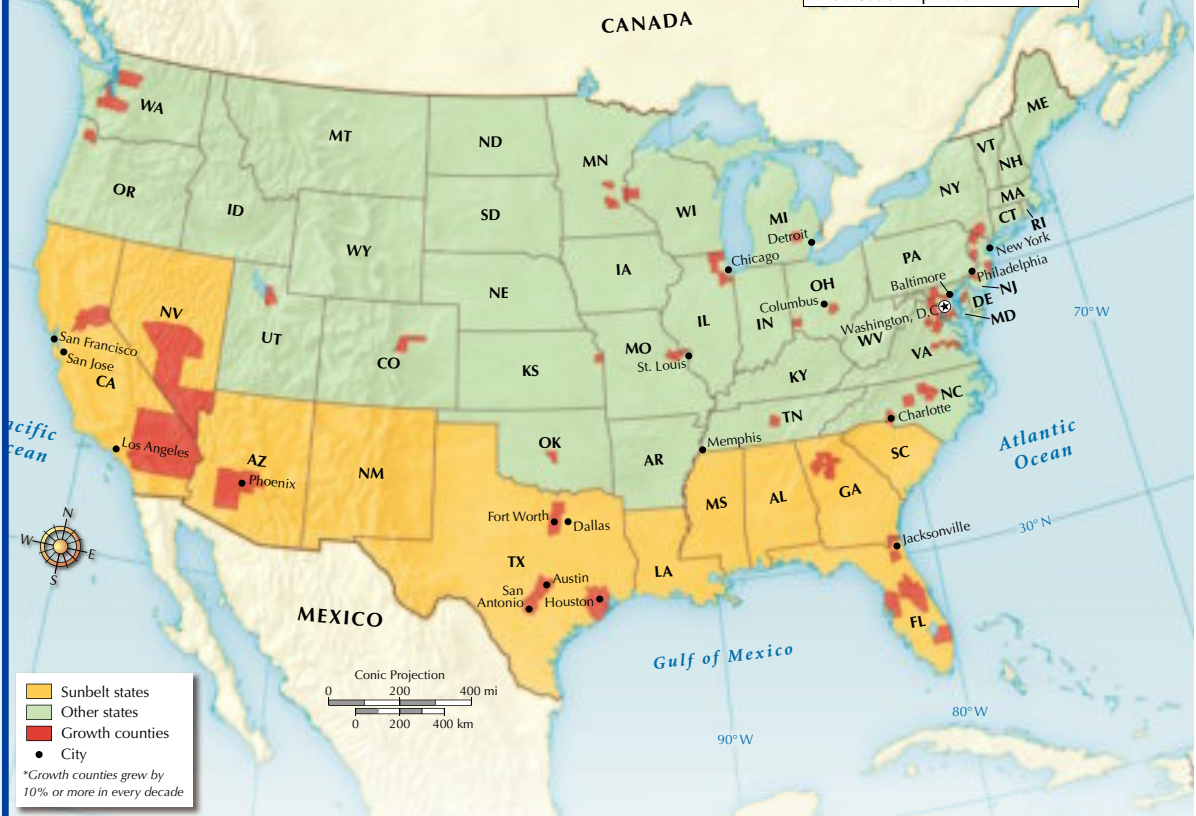 CANADA
WA
MT
ND
MN
ME
VT
NH
NY
MA
CT
RI
OR
ID
SD
WI
MI
Detroit
New York
WY
IA
Chicago
PA
Philadelphia
NJ
Baltimore
NE
OH
Columbus
DE
MD
Washington, D.C.
70°W
NV
UT
CO
IL
IN
WV
VA
San Francisco
San Jose
CA
KS
MO
St. Louis
KY
NC
Charlotte
TN
Memphis
acific
cean
Los Angeles
AZ
Phoenix
NM
OK
AR
SC
Atlantic
Ocean
MS
AL
GA
Fort Worth
Dallas
30°N
Jacksonville
N
W
E
S
TX
LA
Austin
San
Antonio
Houston
FL
MEXICO
Gulf of Mexico
Conic Projection
0 200 400 mi
0 200 400 km
80°W
90°W
Sunbelt states
Other states
Growth counties
City
*Growth counties grew by
10% or more in every decade